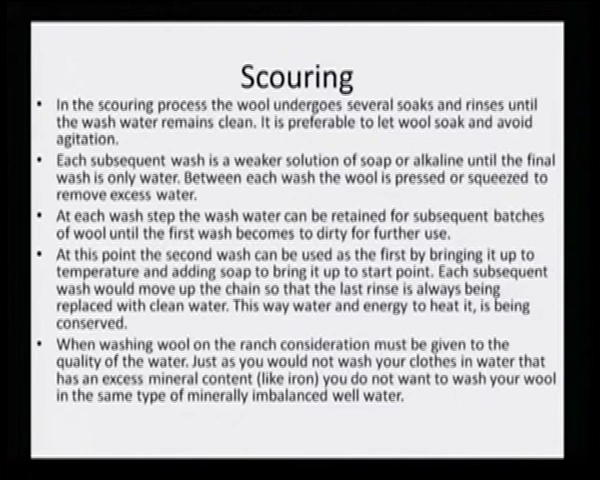 Scouring
• In the scouring process the wool undergoes several soaks and rinses until
the wash water remains clean. It is preferable to let wool soak and avoid
agitation.
• Each subsequent wash is a weaker solution of soap or alkaline until the final
wash is only water. Between each wash the wool is pressed or squeezed to
remove excess water.
• At each wash step the wash water can be retained for subsequent batches
of wool until the first wash becomes to dirty for further use.
• At this point the second wash can be used as the first by bringing it up to
temperature and adding soap to bring it up to start point. Each subsequent
wash would move up the chain so that the last rinse is always being
replaced with clean water. This way water and energy to heat it, is being
conserved.
• When washing wool on the ranch consideration must be given to the
quality of the water. Just as you would not wash your clothes in water that
has an excess mineral content (like iron) you do not want to wash your wool
in the same type of minerally imbalanced well water.